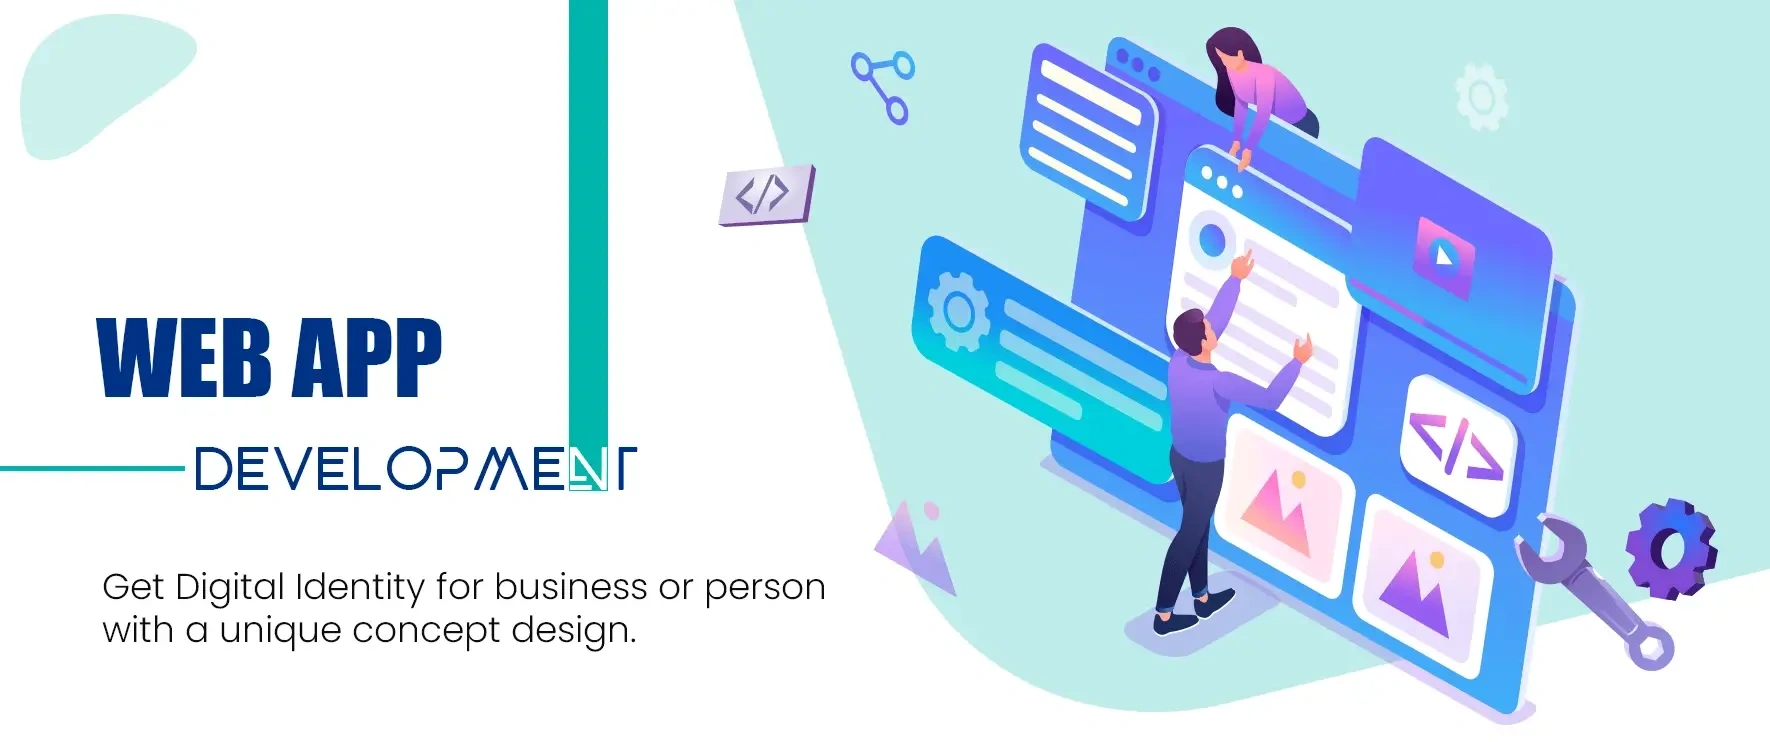 WEB APP
DEVELOPMENT
Get Digital Identity for business or person
with a unique concept design.